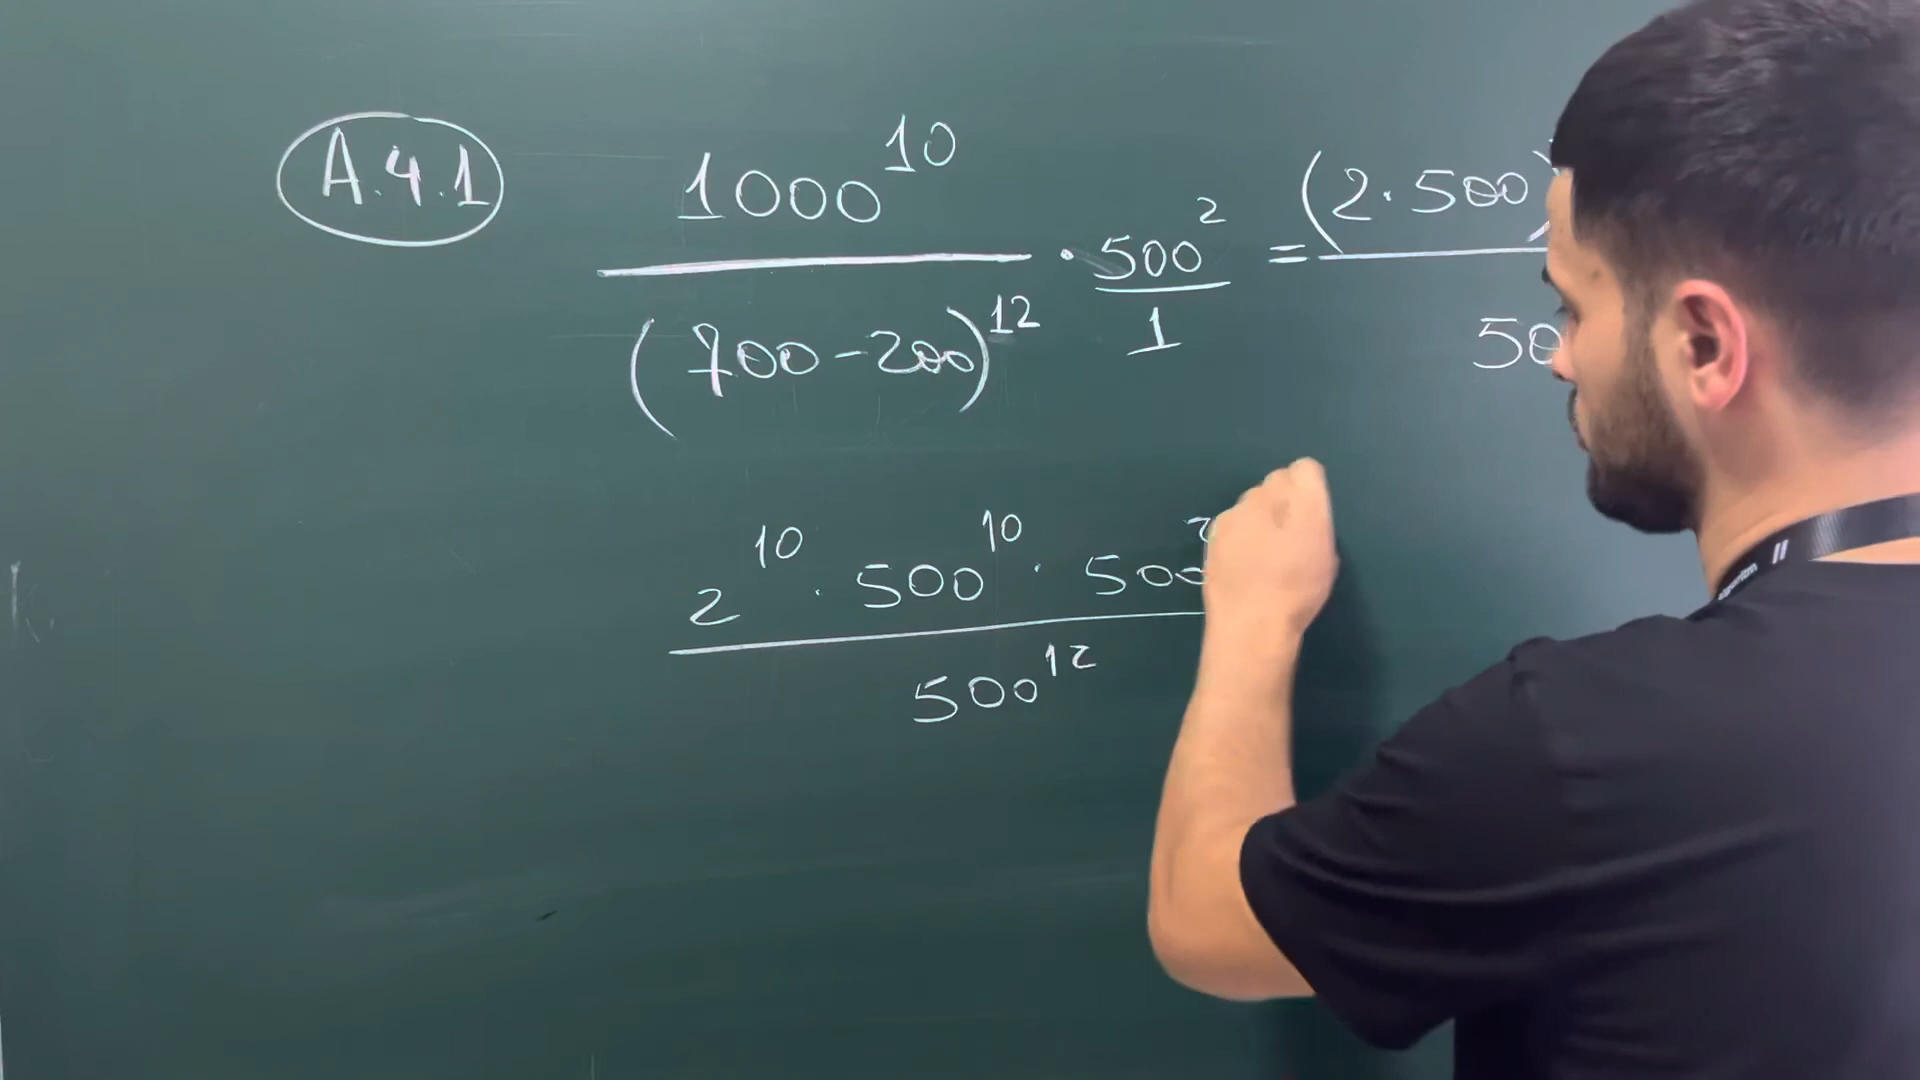 A.4.1
1000^10 / (700-200)^12 · 500^2 / 1 = (2·500) / 50
2^10 · 500^10 · 500^2 / 500^12